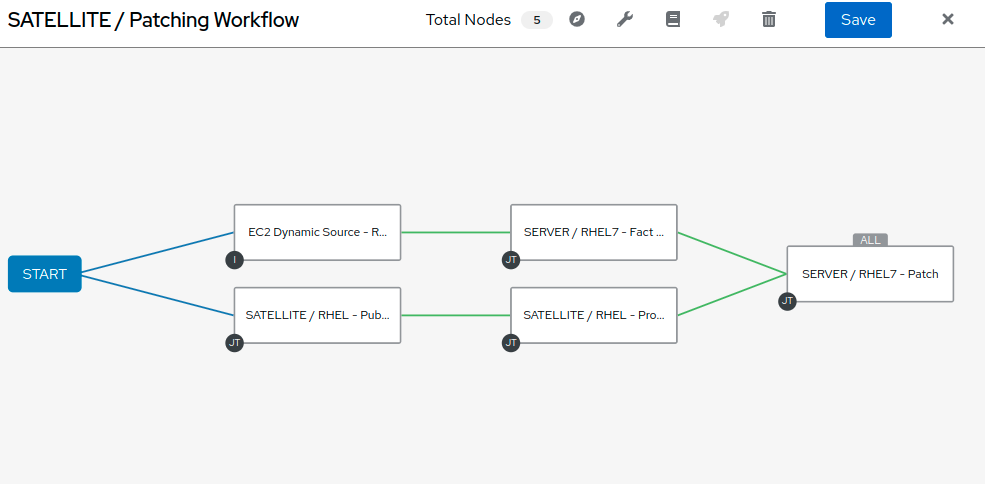 SATELLITE / Patching Workflow
Total Nodes 5
Save
EC2 Dynamic Source - R...
I
SERVER / RHEL7 - Fact ...
JT
ALL
SERVER / RHEL7 - Patch
JT
START
SATELLITE / RHEL - Pub...
JT
SATELLITE / RHEL - Pro...
JT